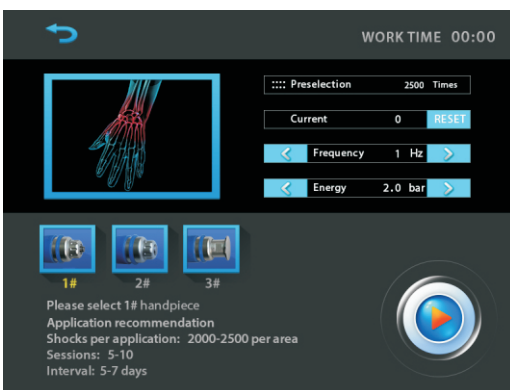 WORK TIME 00:00
:::: Preselection 2500 Times
Current 0 RESET
Frequency 1 Hz
Energy 2.0 bar
1# 2# 3#
Please select 1# handpiece
Application recommendation
Shocks per application: 2000-2500 per area
Sessions: 5-10
Interval: 5-7 days